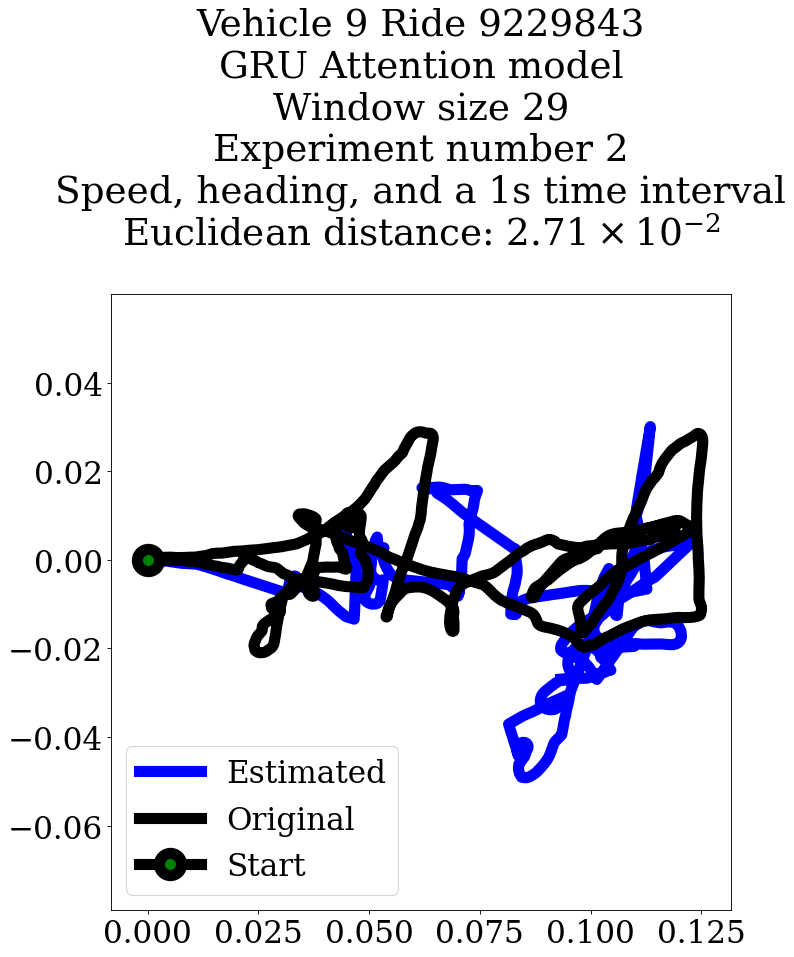 Vehicle 9 Ride 9229843
GRU Attention model
Window size 29
Experiment number 2
Speed, heading, and a 1s time interval
Euclidean distance: 2.71 × 10⁻²
0.04
0.02
0.00
−0.02
−0.04
−0.06
Estimated
Original
Start
0.000 0.025 0.050 0.075 0.100 0.125